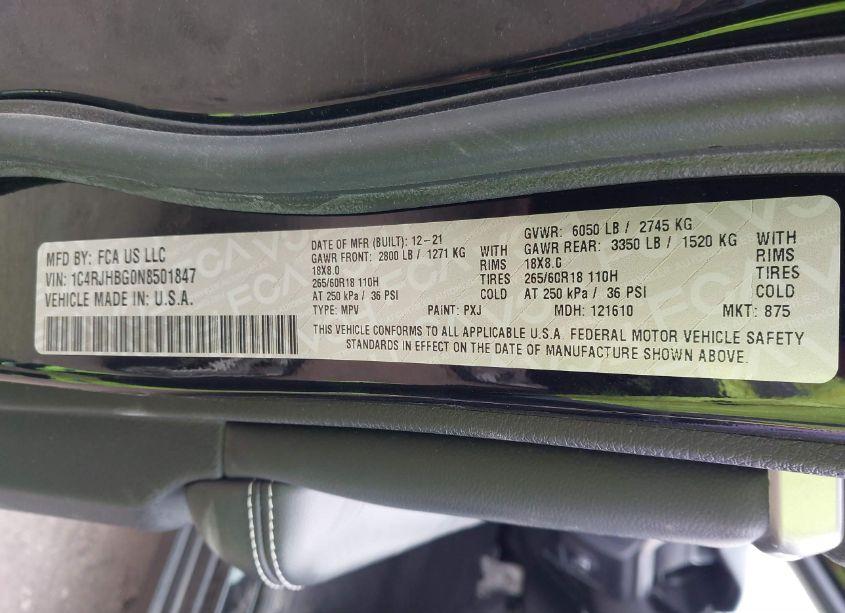 MFD BY: FCA US LLC
VIN: 1C4RJHBG0N8501847
VEHICLE MADE IN U.S.A.
DATE OF MFR (BUILT): 12-21
GAWR FRONT: 2800 LB / 1271 KG WITH
18X8.0 RIMS
265/60R18 110H TIRES
AT 250 kPa / 36 PSI COLD
GVWR: 6050 LB / 2745 KG
GAWR REAR: 3350 LB / 1520 KG WITH
18X8.0 RIMS
265/60R18 110H TIRES
AT 250 kPa / 36 PSI COLD
TYPE: MPV PAINT: PXJ MDH: 121610 MKT: 875
THIS VEHICLE CONFORMS TO ALL APPLICABLE U.S.A. FEDERAL MOTOR VEHICLE SAFETY
STANDARDS IN EFFECT ON THE DATE OF MANUFACTURE SHOWN ABOVE.